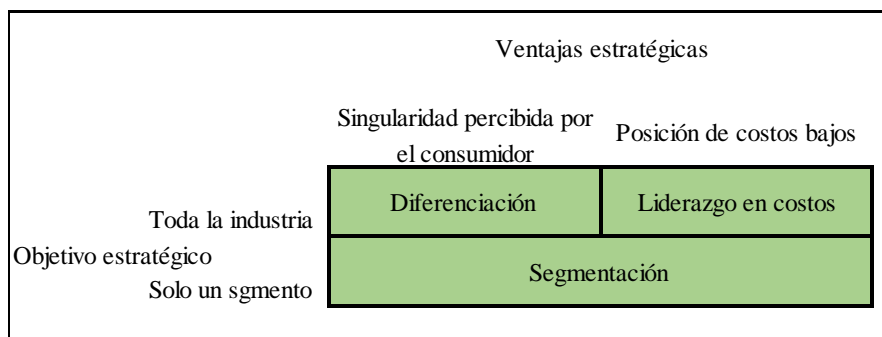 Ventajas estratégicas
Singularidad percibida por
el consumidor
Posición de costos bajos
Toda la industria
Diferenciación
Liderazgo en costos
Objetivo estratégico
Solo un sgmento
Segmentación